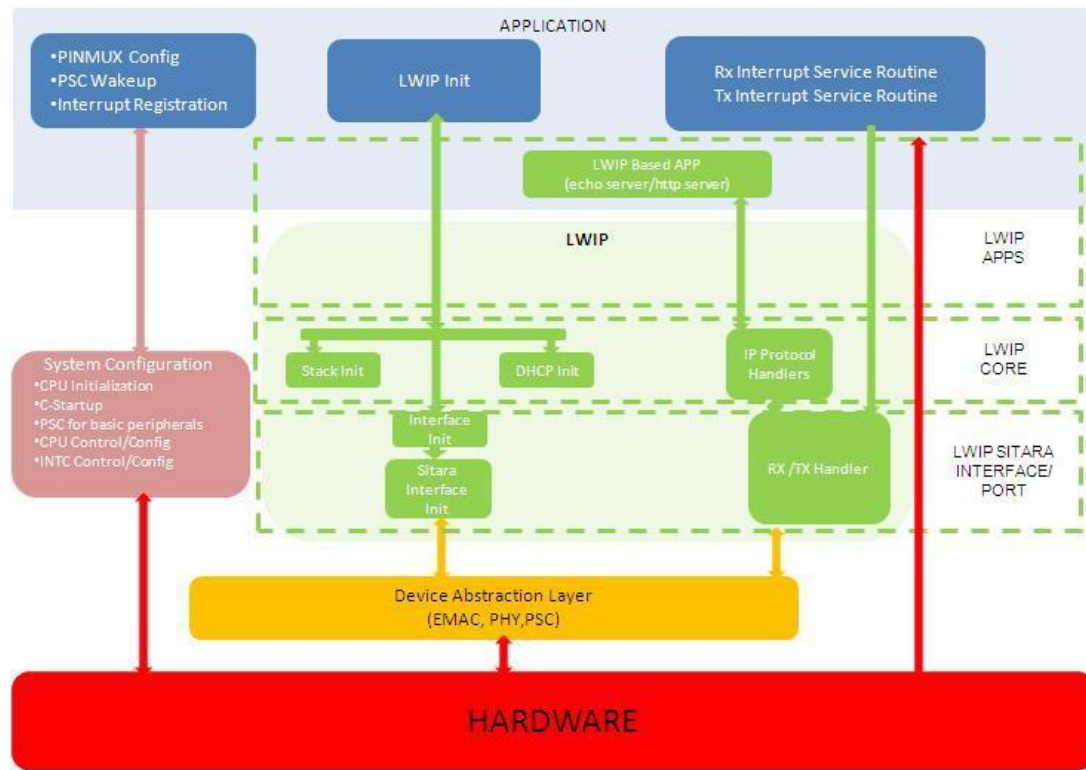 APPLICATION
•PINMUX Config
•PSC Wakeup
•Interrupt Registration
LWIP Init
Rx Interrupt Service Routine
Tx Interrupt Service Routine
LWIP Based APP
(echo server/http server)
LWIP
LWIP
APPS
System Configuration
•CPU Initialization
•C-Startup
•PSC for basic peripherals
•CPU Control/Config
•INTC Control/Config
Stack Init
DHCP Init
IP Protocol
Handlers
LWIP
CORE
Interface
Init
Sitara
Interface
Init
RX /TX Handler
LWIP SITARA
INTERFACE/
PORT
Device Abstraction Layer
(EMAC, PHY,PSC)
HARDWARE